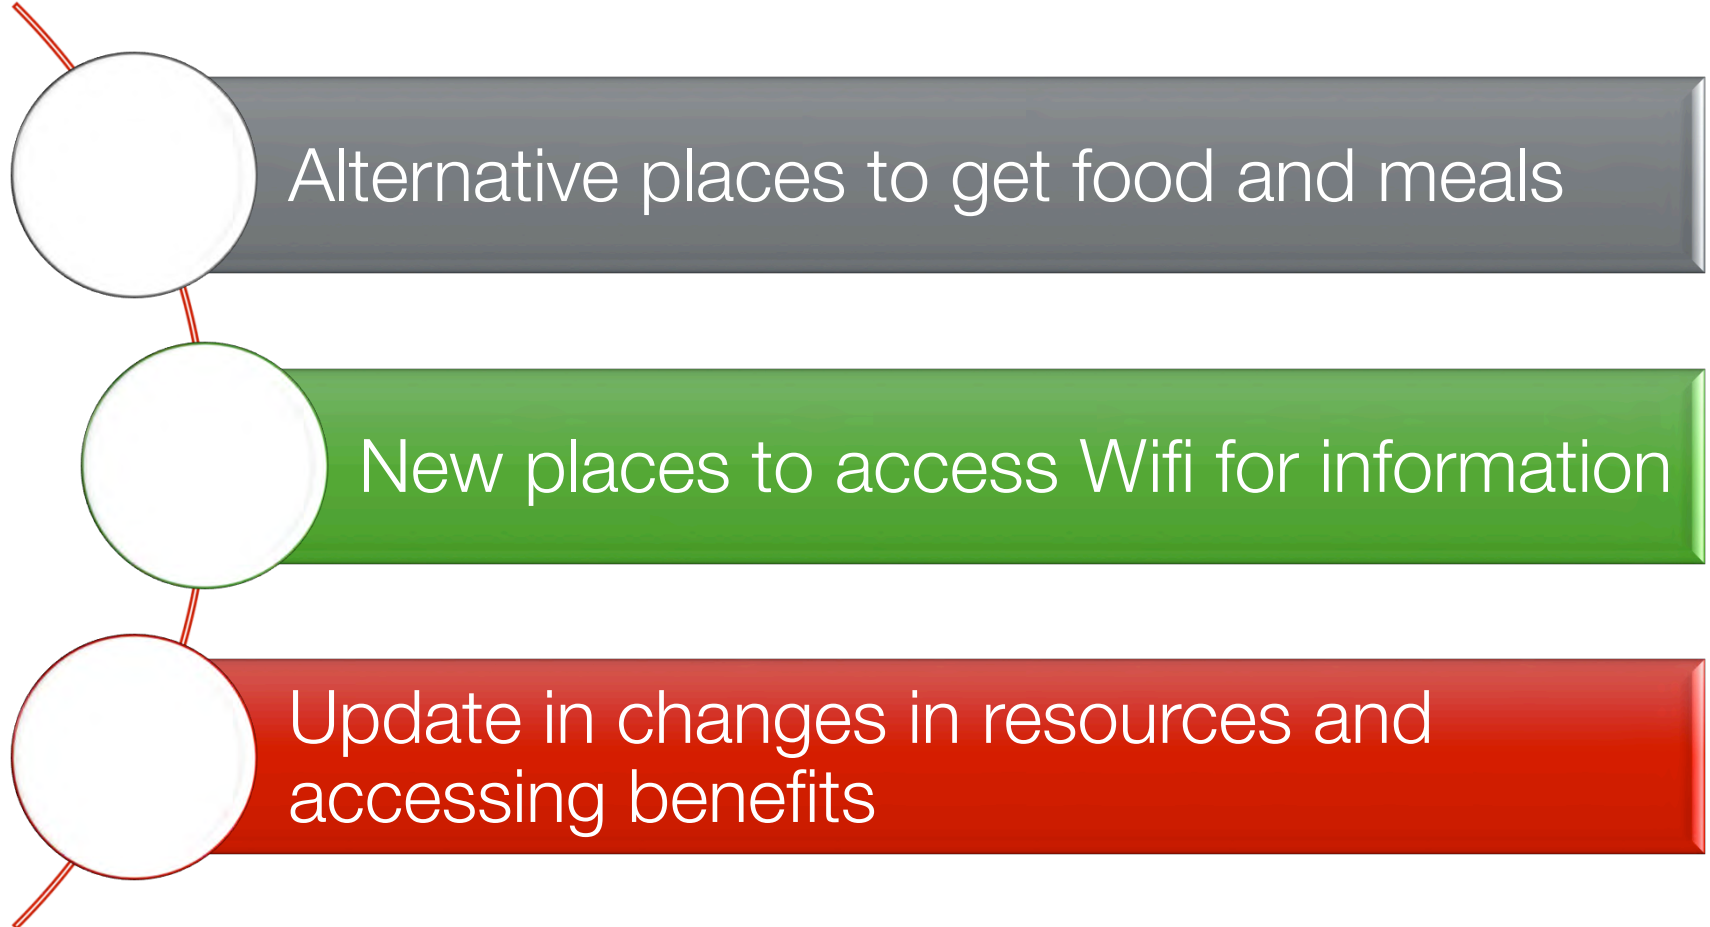 Alternative places to get food and meals
New places to access Wifi for information
Update in changes in resources and
accessing benefits